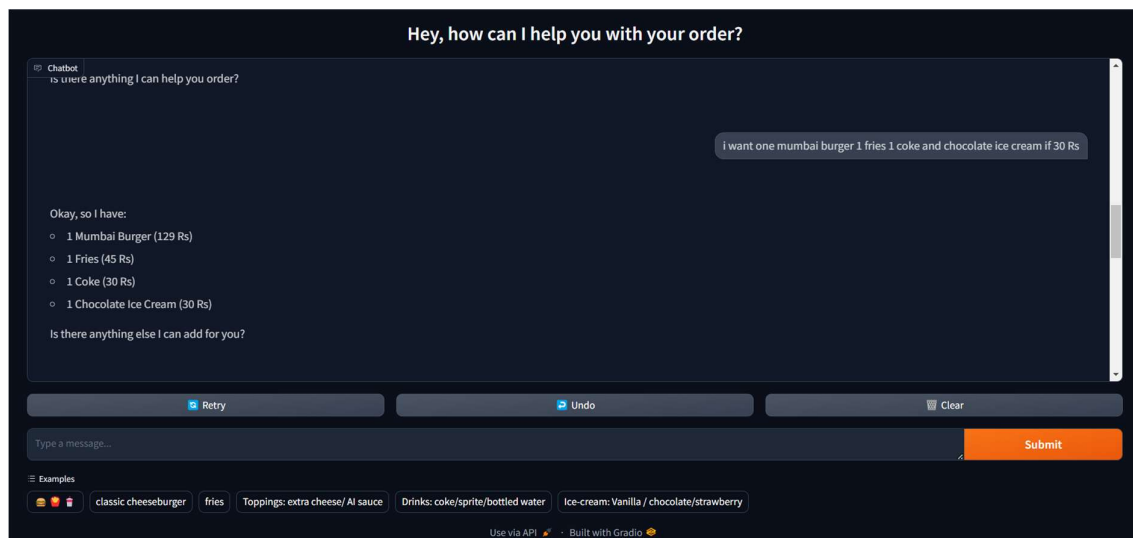 Hey, how can I help you with your order?
Chatbot
Is there anything I can help you order?
i want one mumbai burger 1 fries 1 coke and chocolate ice cream if 30 Rs
Okay, so I have:
1 Mumbai Burger (129 Rs)
1 Fries (45 Rs)
1 Coke (30 Rs)
1 Chocolate Ice Cream (30 Rs)
Is there anything else I can add for you?
Retry
Undo
Clear
Type a message...
Submit
Examples
classic cheeseburger
fries
Toppings: extra cheese/ AI sauce
Drinks: coke/sprite/bottled water
Ice-cream: Vanilla / chocolate/strawberry
Use via API · Built with Gradio